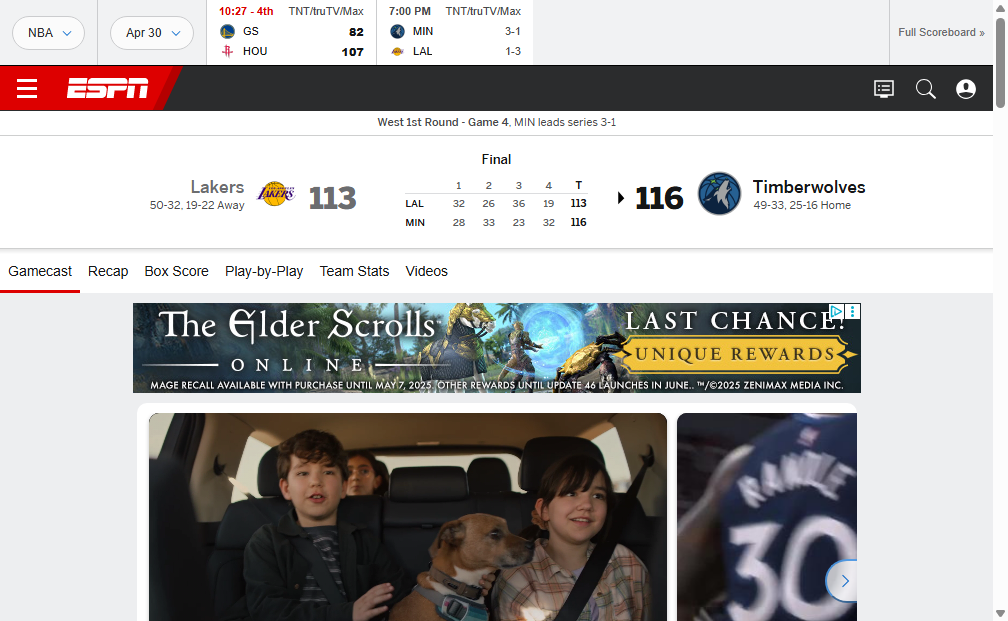 NBA
Apr 30
10:27 - 4th TNT/truTV/Max
GS 82
HOU 107
7:00 PM TNT/truTV/Max
MIN 3-1
LAL 1-3
Full Scoreboard »
ESPN
West 1st Round - Game 4, MIN leads series 3-1
Final
Lakers
50-32, 19-22 Away
LAKERS
113
1 2 3 4 T
LAL 32 26 36 19 113
MIN 28 33 23 32 116
116
Timberwolves
49-33, 25-16 Home
Gamecast Recap Box Score Play-by-Play Team Stats Videos
The Elder Scrolls
ONLINE
LAST CHANCE!
UNIQUE REWARDS
MAGE RECALL AVAILABLE WITH PURCHASE UNTIL MAY 7, 2025. OTHER REWARDS UNTIL UPDATE 46 LAUNCHES IN JUNE.. ™/©2025 ZENIMAX MEDIA INC.
RANDLE
30